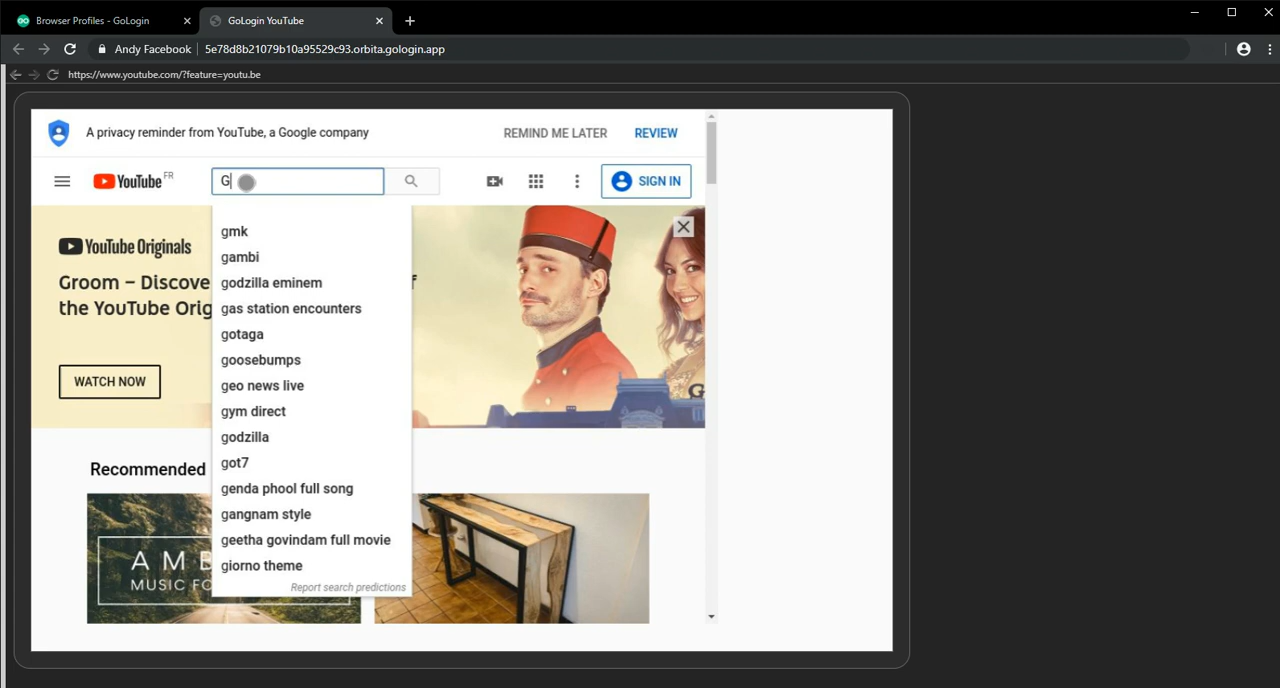 Browser Profiles - GoLogin
GoLogin YouTube
Andy Facebook
5e78d8b21079b10a95529c93.orbita.gologin.app
https://www.youtube.com/?feature=youtu.be
A privacy reminder from YouTube, a Google company
REMIND ME LATER
REVIEW
YouTube FR
G
SIGN IN
gmk
gambi
godzilla eminem
gas station encounters
gotaga
goosebumps
geo news live
gym direct
godzilla
got7
genda phool full song
gangnam style
geetha govindam full movie
giorno theme
Report search predictions
YouTube Originals
Groom – Discove
the YouTube Orig
WATCH NOW
G
Recommended
A M B
MUSIC FO